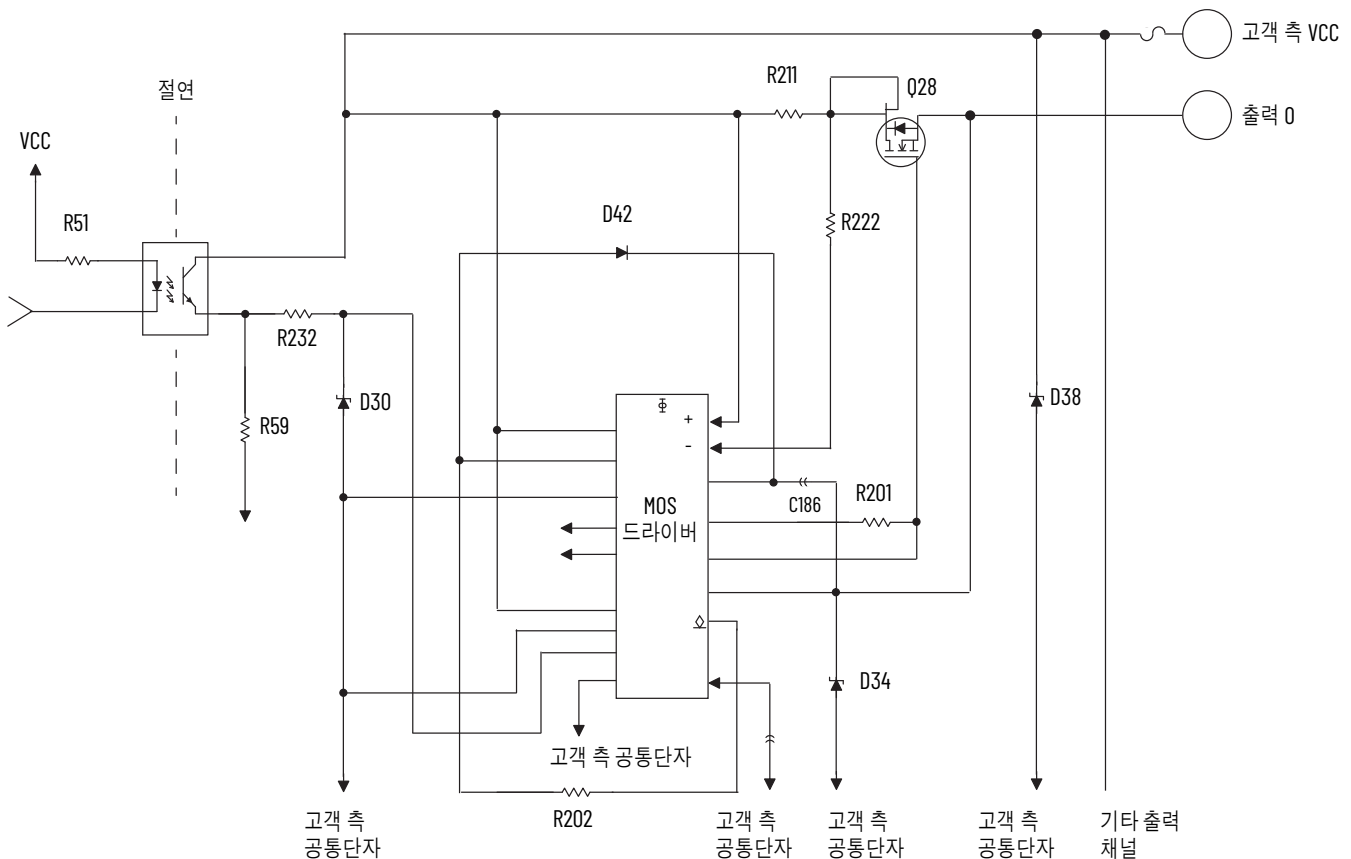 고객 측 VCC
R211
Q28
절연
출력 0
VCC
R51
D42
R222
R232
D30
D38
R59
+
-
MOS
드라이버
C186
R201
D34
고객 측 공통단자
R202
고객 측
공통단자
고객 측
공통단자
고객 측
공통단자
고객 측
공통단자
기타 출력
채널